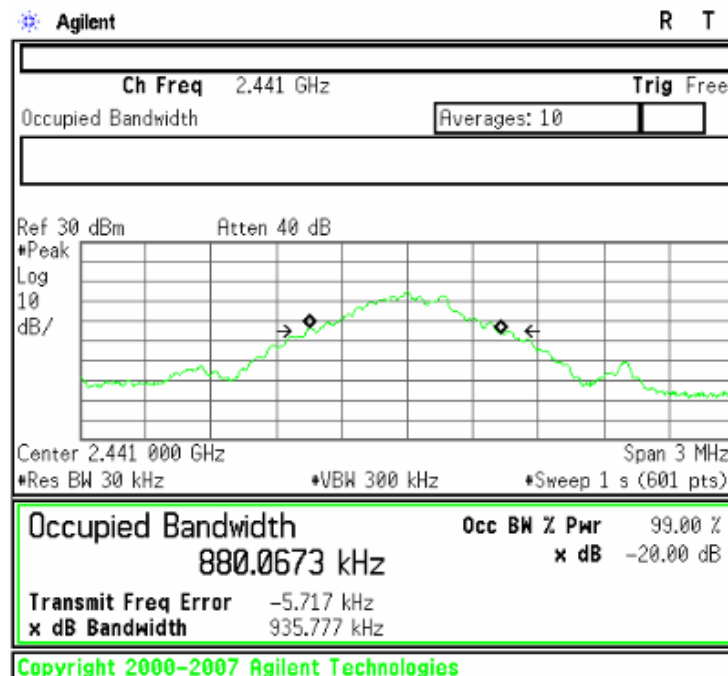 Agilent R T
Ch Freq 2.441 GHz Trig Free
Occupied Bandwidth Averages: 10
Ref 30 dBm Atten 40 dB
#Peak
Log
10
dB/
Center 2.441 000 GHz Span 3 MHz
#Res BW 30 kHz #VBW 300 kHz #Sweep 1 s (601 pts)
Occupied Bandwidth Occ BW % Pwr 99.00 %
880.0673 kHz x dB -20.00 dB
Transmit Freq Error -5.717 kHz
x dB Bandwidth 935.777 kHz
Copyright 2000-2007 Agilent Technologies